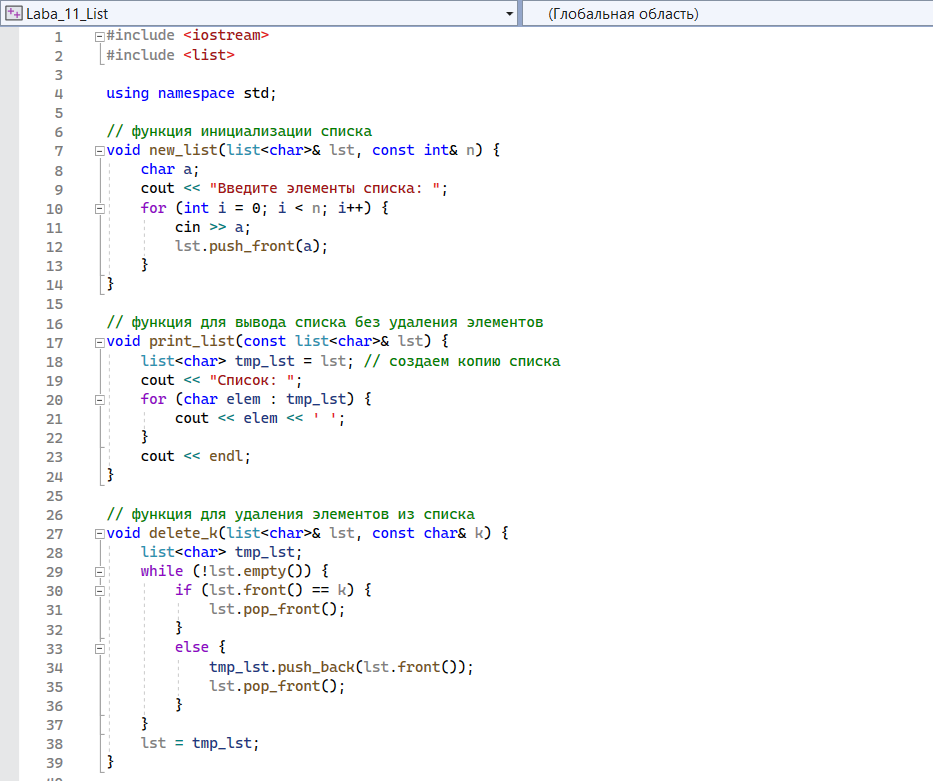 Laba_11_List (Глобальная область)
1 #include <iostream>
2 #include <list>
3
4 using namespace std;
5
6 // функция инициализации списка
7 void new_list(list<char>& lst, const int& n) {
8 char a;
9 cout << "Введите элементы списка: ";
10 for (int i = 0; i < n; i++) {
11 cin >> a;
12 lst.push_front(a);
13 }
14 }
15
16 // функция для вывода списка без удаления элементов
17 void print_list(const list<char>& lst) {
18 list<char> tmp_lst = lst; // создаем копию списка
19 cout << "Список: ";
20 for (char elem : tmp_lst) {
21 cout << elem << ' ';
22 }
23 cout << endl;
24 }
25
26 // функция для удаления элементов из списка
27 void delete_k(list<char>& lst, const char& k) {
28 list<char> tmp_lst;
29 while (!lst.empty()) {
30 if (lst.front() == k) {
31 lst.pop_front();
32 }
33 else {
34 tmp_lst.push_back(lst.front());
35 lst.pop_front();
36 }
37 }
38 lst = tmp_lst;
39 }